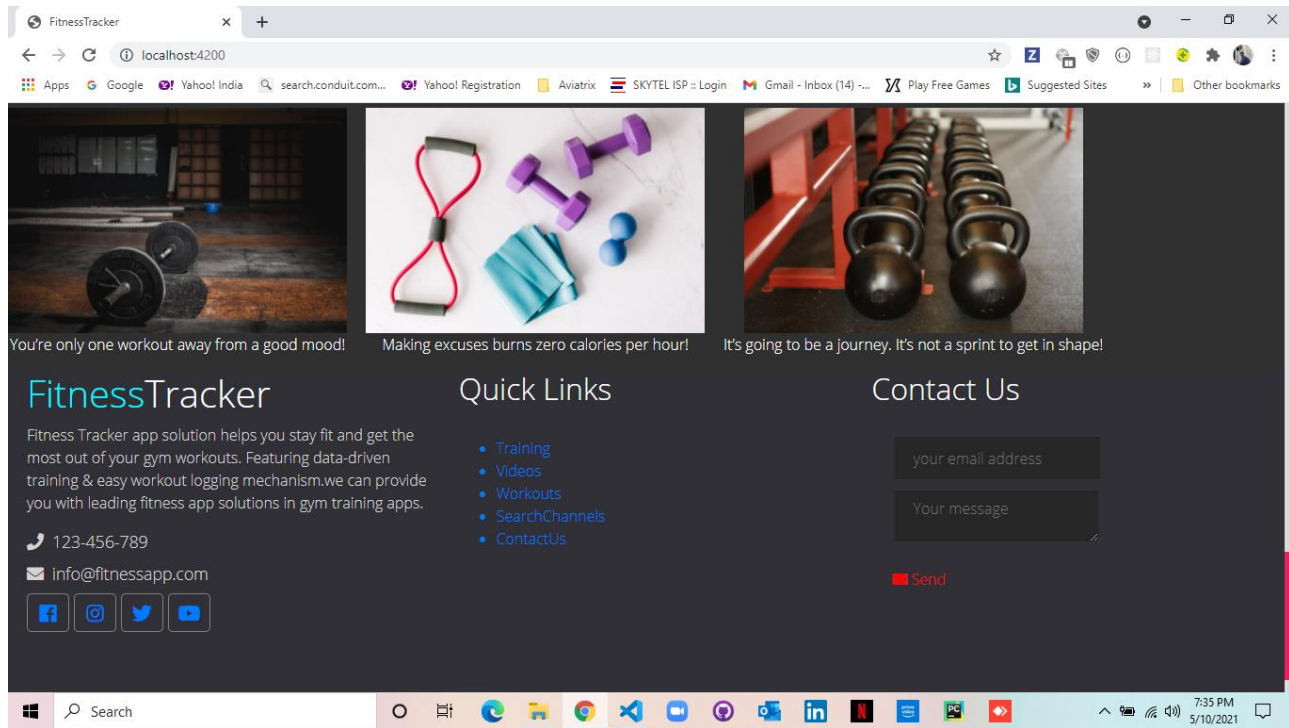 FitnessTracker
localhost:4200
Apps Google Yahoo! India search.conduit.com... Yahoo! Registration Aviatrix SKYTEL ISP :: Login Gmail - Inbox (14) -... Play Free Games Suggested Sites » Other bookmarks
You're only one workout away from a good mood! Making excuses burns zero calories per hour! It's going to be a journey. It's not a sprint to get in shape!
FitnessTracker
Fitness Tracker app solution helps you stay fit and get the
most out of your gym workouts. Featuring data-driven
training & easy workout logging mechanism.we can provide
you with leading fitness app solutions in gym training apps.
123-456-789
info@fitnessapp.com
Quick Links
Training
Videos
Workouts
SearchChannels
ContactUs
Contact Us
your email address
Your message
Send
Search
7:35 PM
5/10/2021